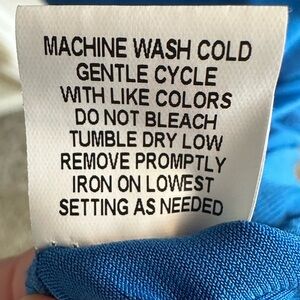 MACHINE WASH COLD
GENTLE CYCLE
WITH LIKE COLORS
DO NOT BLEACH
TUMBLE DRY LOW
REMOVE PROMPTLY
IRON ON LOWEST
SETTING AS NEEDED